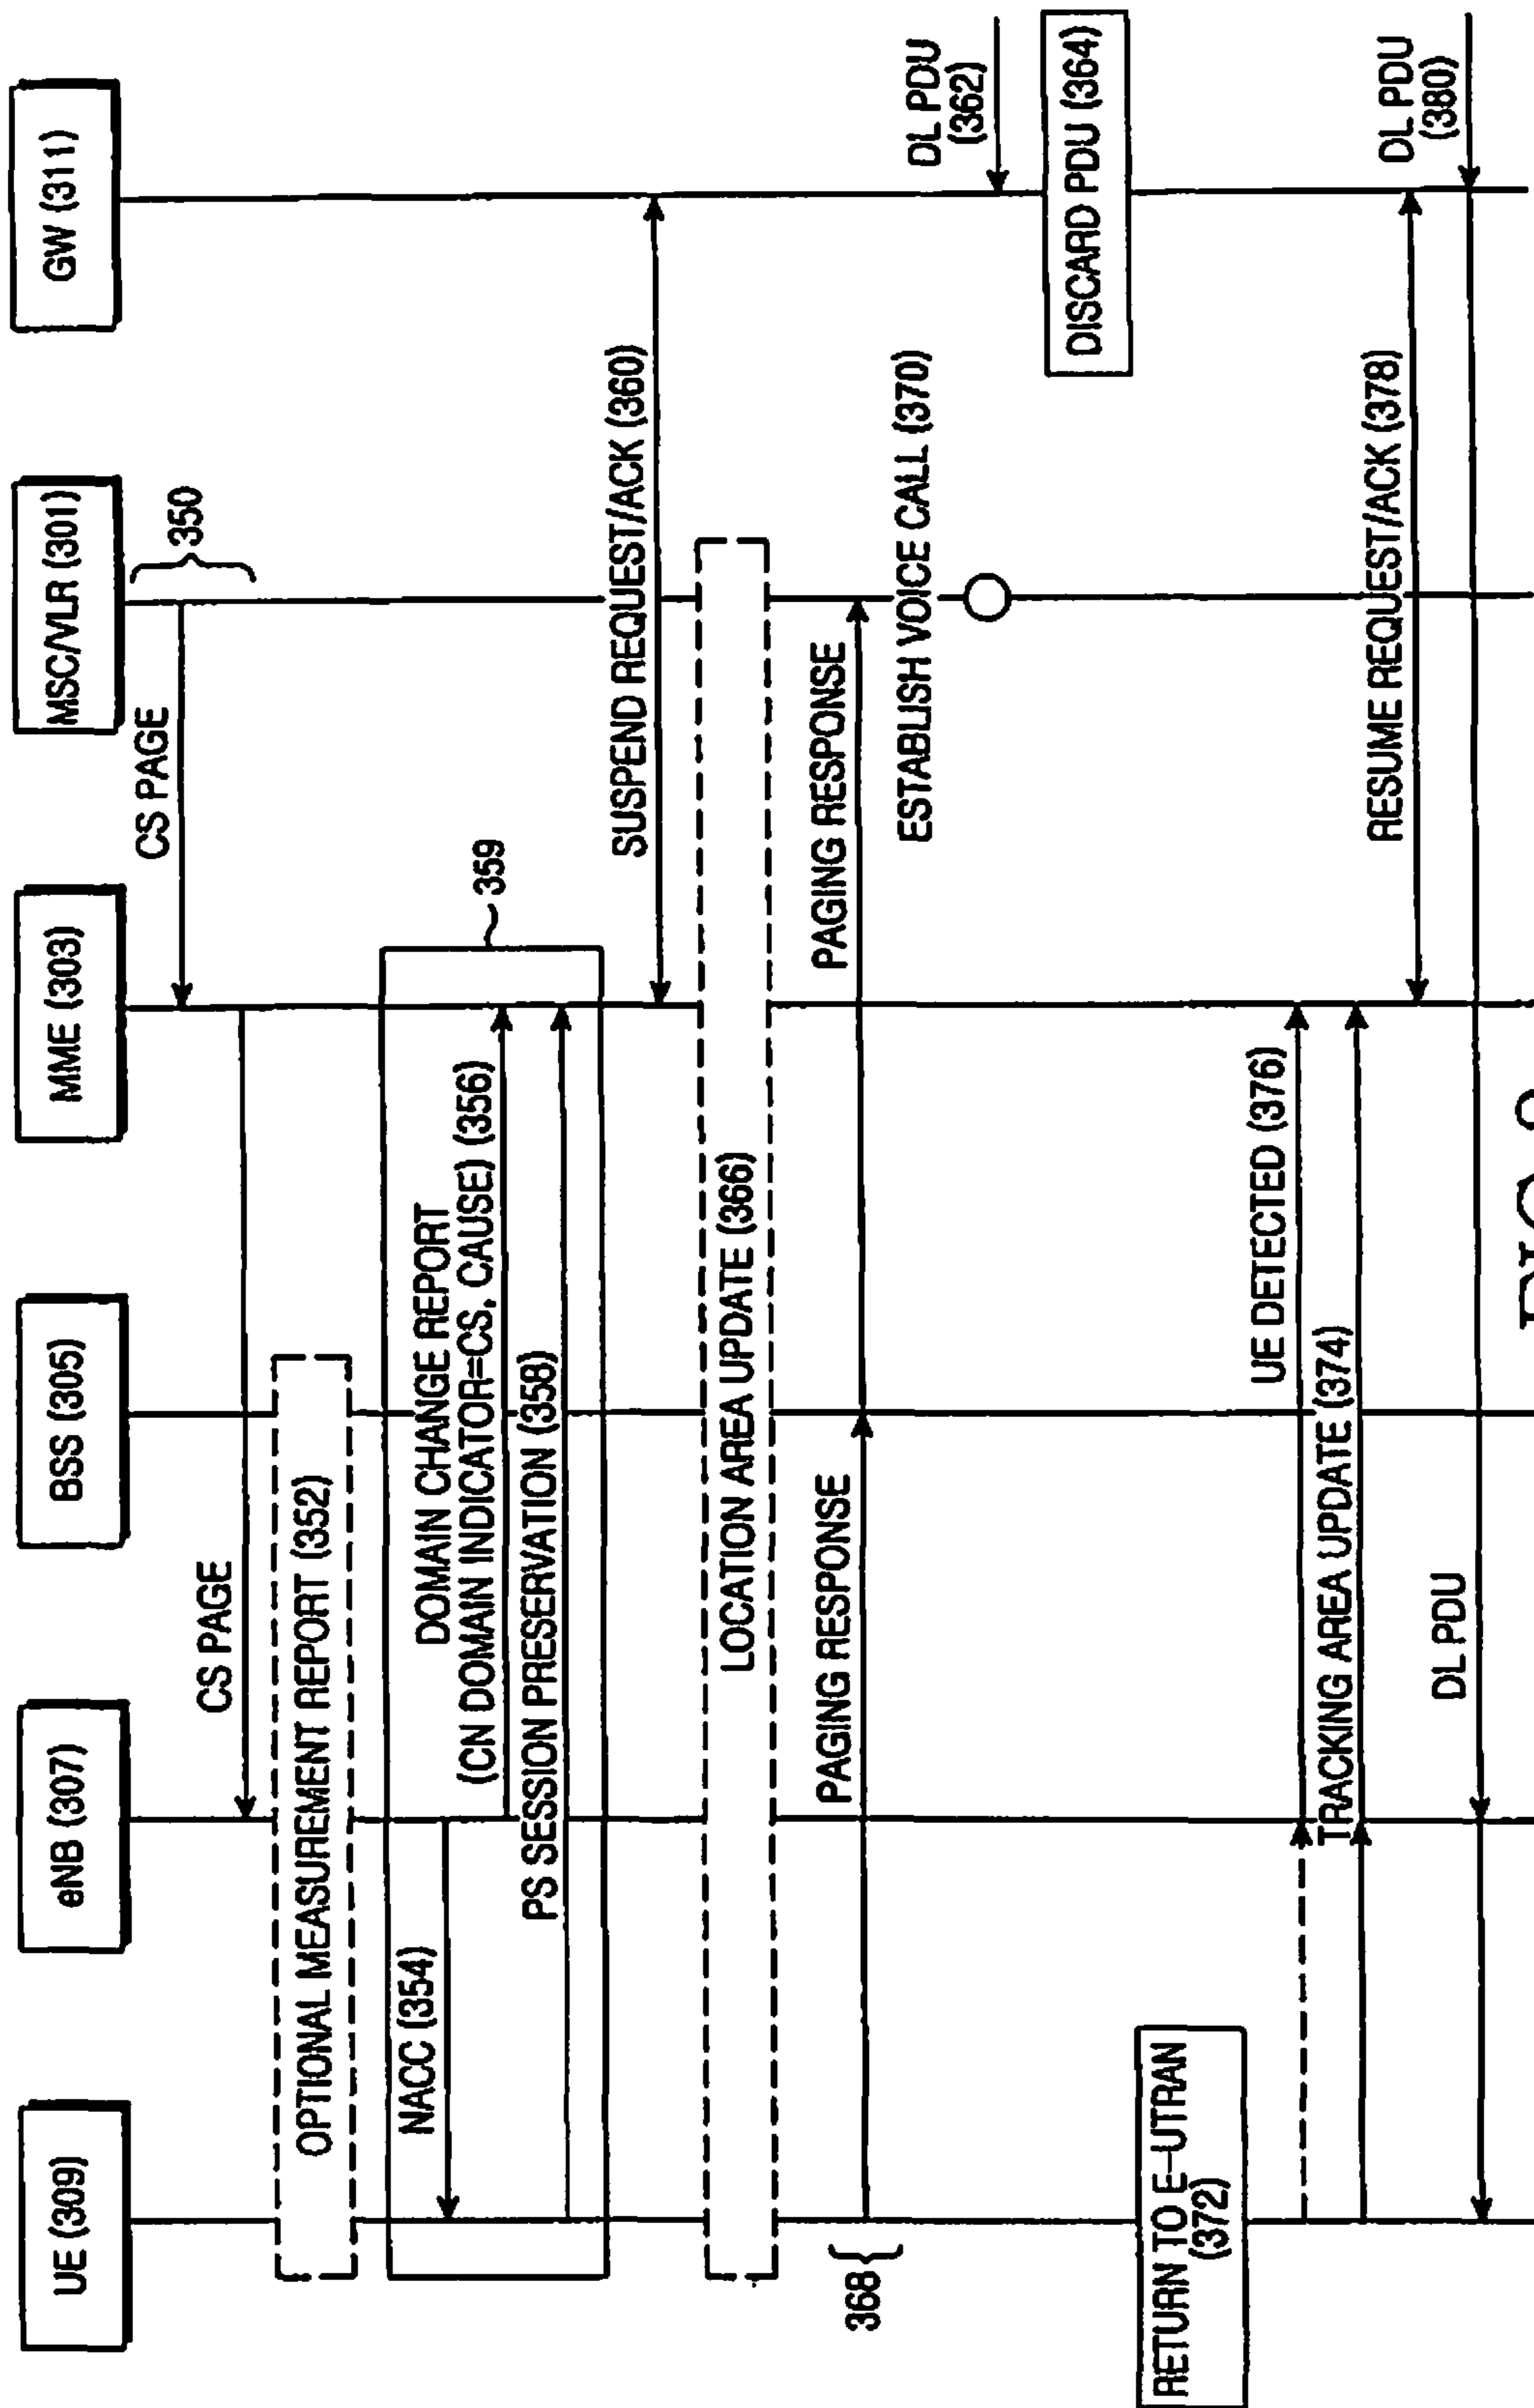 UE (309)
eNB (307)
BSS (305)
MME (303)
MSC/VLR (301)
GW (311)
CS PAGE
350
CS PAGE
OPTIONAL MEASUREMENT REPORT (352)
NACC (354)
DOMAIN CHANGE REPORT
(CN DOMAIN INDICATOR=CS, CAUSE) (356)
359
PS SESSION PRESERVATION (358)
SUSPEND REQUEST/ACK (360)
LOCATION AREA UPDATE (366)
368
PAGING RESPONSE
PAGING RESPONSE
ESTABLISH VOICE CALL (370)
DL PDU
(362)
DISCARD PDU (364)
RETURN TO E-UTRAN
(372)
UE DETECTED (376)
TRACKING AREA UPDATE (374)
RESUME REQUEST/ACK (378)
DL PDU
(380)
DL PDU